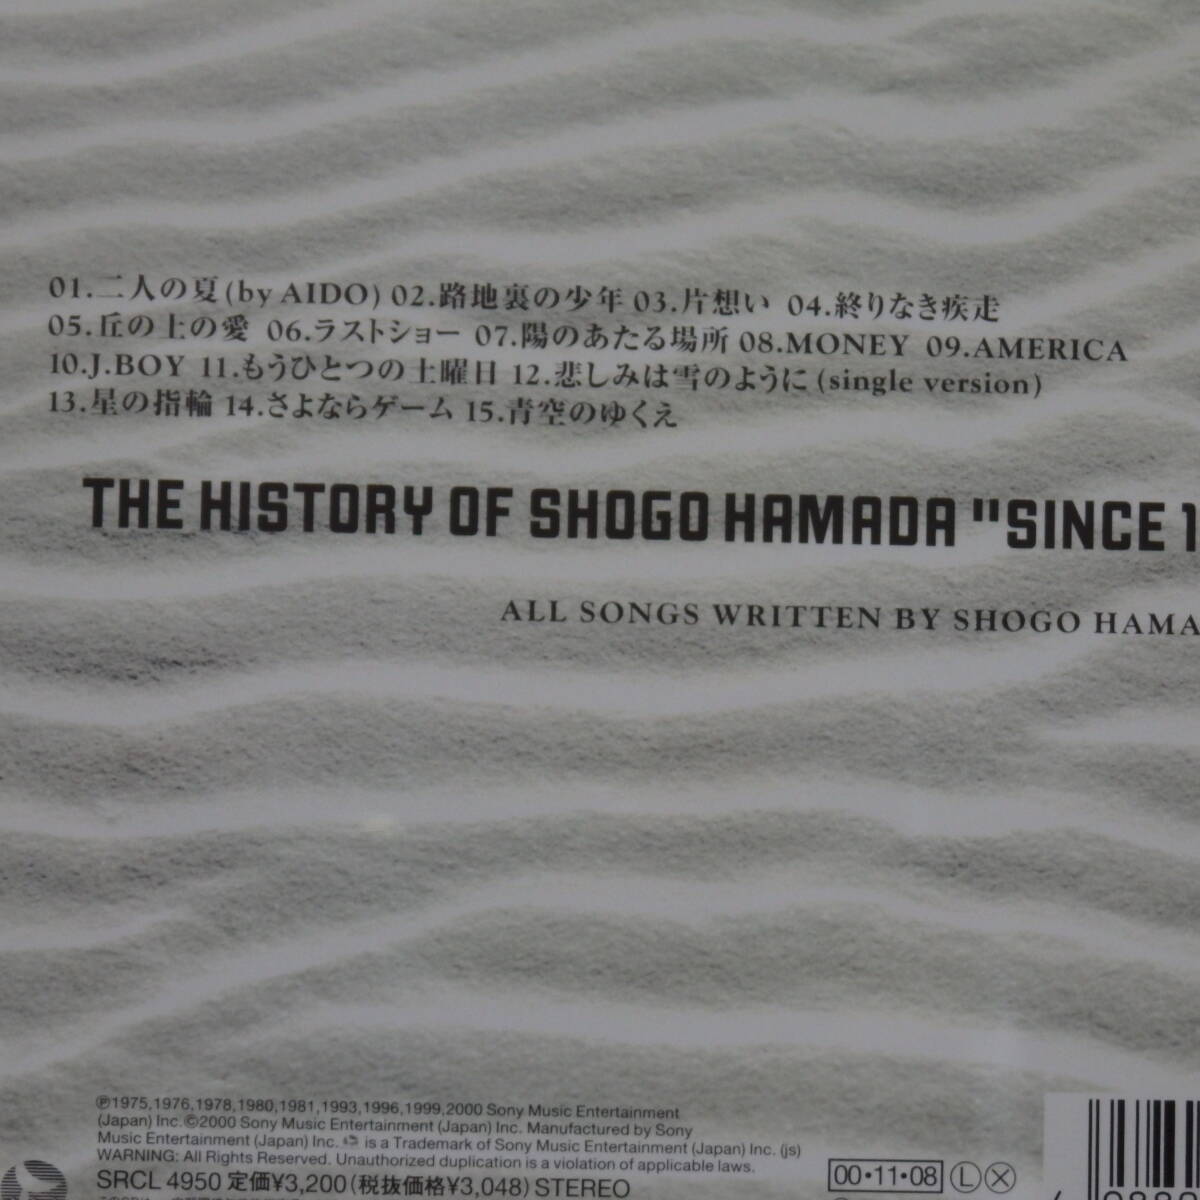 01.二人の夏(by AIDO) 02.路地裏の少年 03.片想い 04.終りなき疾走
05.丘の上の愛 06.ラストショー 07.陽のあたる場所 08.MONEY 09.AMERICA
10.J.BOY 11.もうひとつの土曜日 12.悲しみは雪のように(single version)
13.星の指輪 14.さよならゲーム 15.青空のゆくえ
THE HISTORY OF SHOGO HAMADA "SINCE 1
ALL SONGS WRITTEN BY SHOGO HAMA
℗1975,1976,1978,1980,1981,1993,1996,1999,2000 Sony Music Entertainment
(Japan) Inc.©2000 Sony Music Entertainment (Japan) Inc. Manufactured by Sony
Music Entertainment (Japan) Inc. is a Trademark of Sony Music Entertainment (Japan) Inc. (js)
WARNING: All Rights Reserved. Unauthorized duplication is a violation of applicable laws.
SRCL 4950 定価¥3,200(税抜価格¥3,048) STEREO
00·11·08 Ⓛ Ⓧ